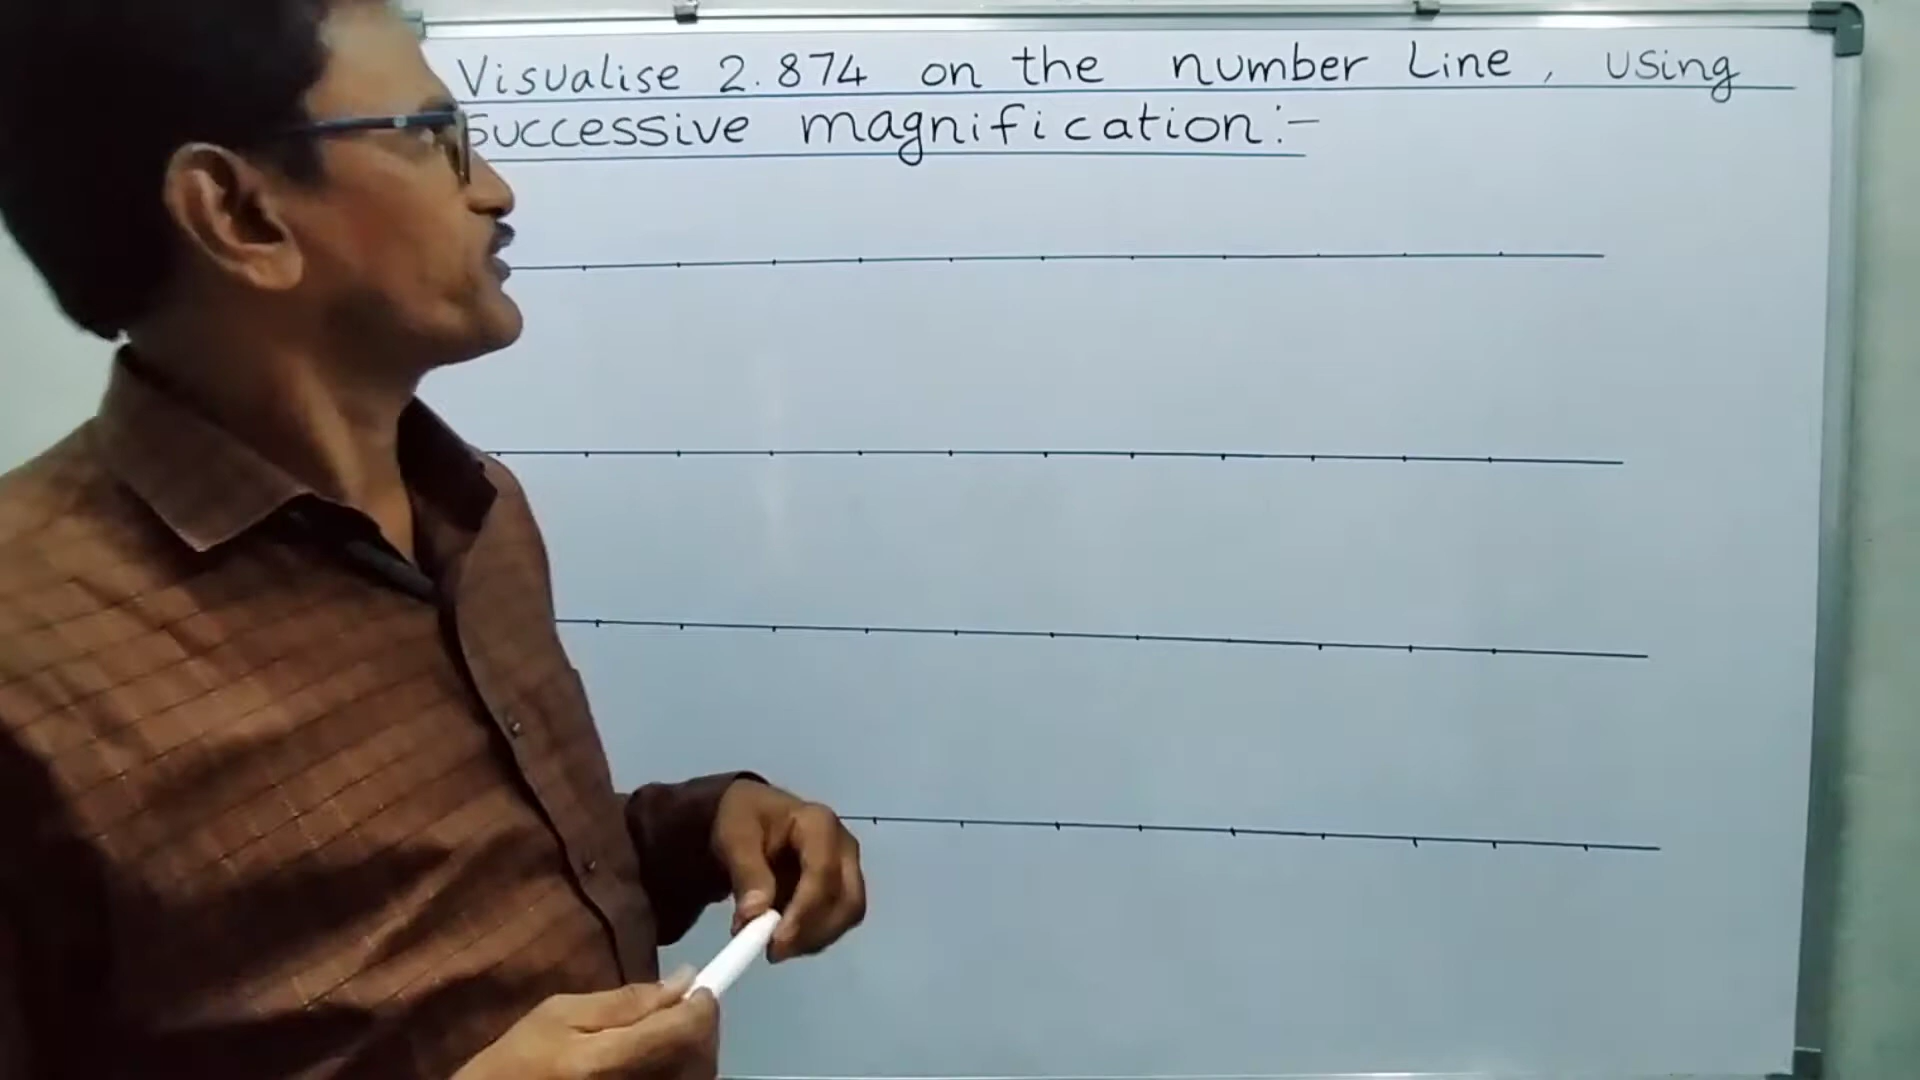 Visualise 2.874 on the number Line, using
successive magnification:-